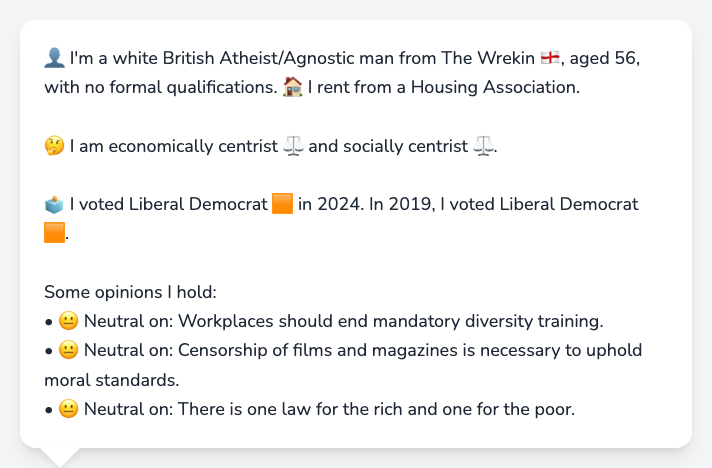 👤 I'm a white British Atheist/Agnostic man from The Wrekin 🏴󠁧󠁢󠁥󠁮󠁧󠁿, aged 56,
with no formal qualifications. 🏠 I rent from a Housing Association.
🤔 I am economically centrist ⚖️ and socially centrist ⚖️.
🗳️ I voted Liberal Democrat 🟧 in 2024. In 2019, I voted Liberal Democrat
🟧.
Some opinions I hold:
• 😐 Neutral on: Workplaces should end mandatory diversity training.
• 😐 Neutral on: Censorship of films and magazines is necessary to uphold
moral standards.
• 😐 Neutral on: There is one law for the rich and one for the poor.